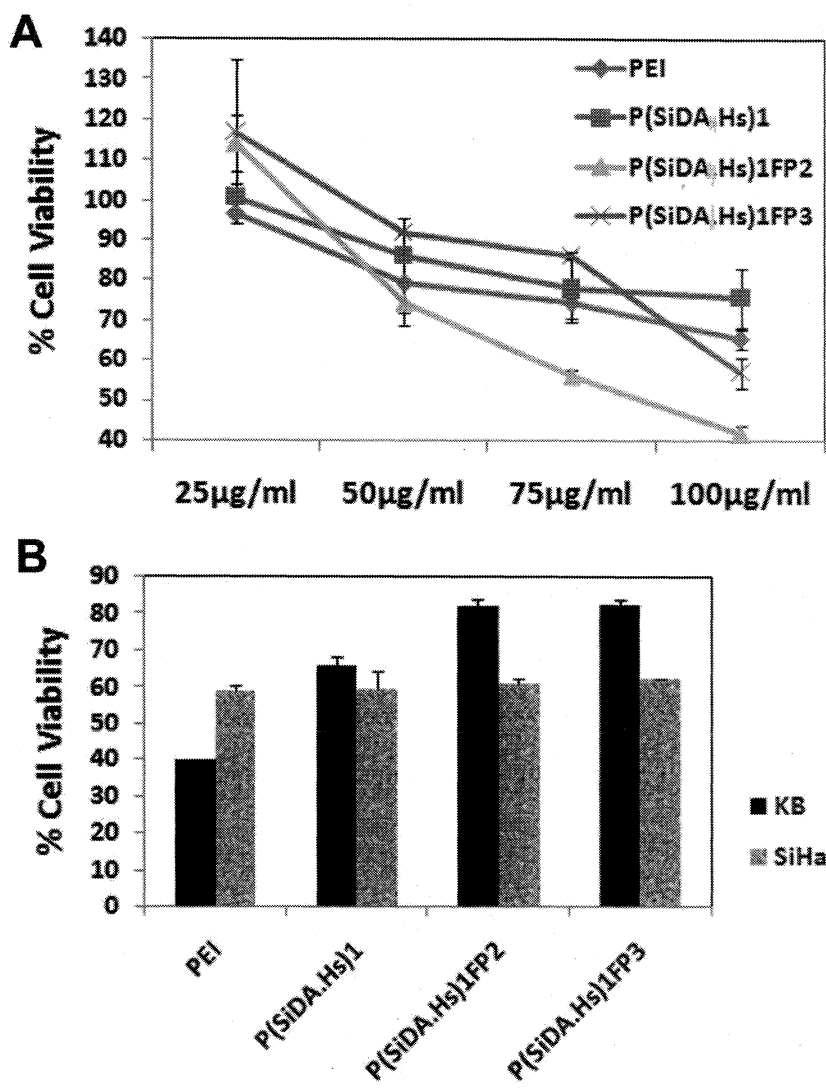 A
% Cell Viability
140
130
120
110
100
90
80
70
60
50
40
PEI
P(SiDA.Hs)1
P(SiDA.Hs)1FP2
P(SiDA.Hs)1FP3
25µg/ml 50µg/ml 75µg/ml 100µg/ml
B
% Cell Viability
90
80
70
60
50
40
30
20
10
0
KB
SiHa
PEI
P(SiDA.Hs)1
P(SiDA.Hs)1FP2
P(SiDA.Hs)1FP3